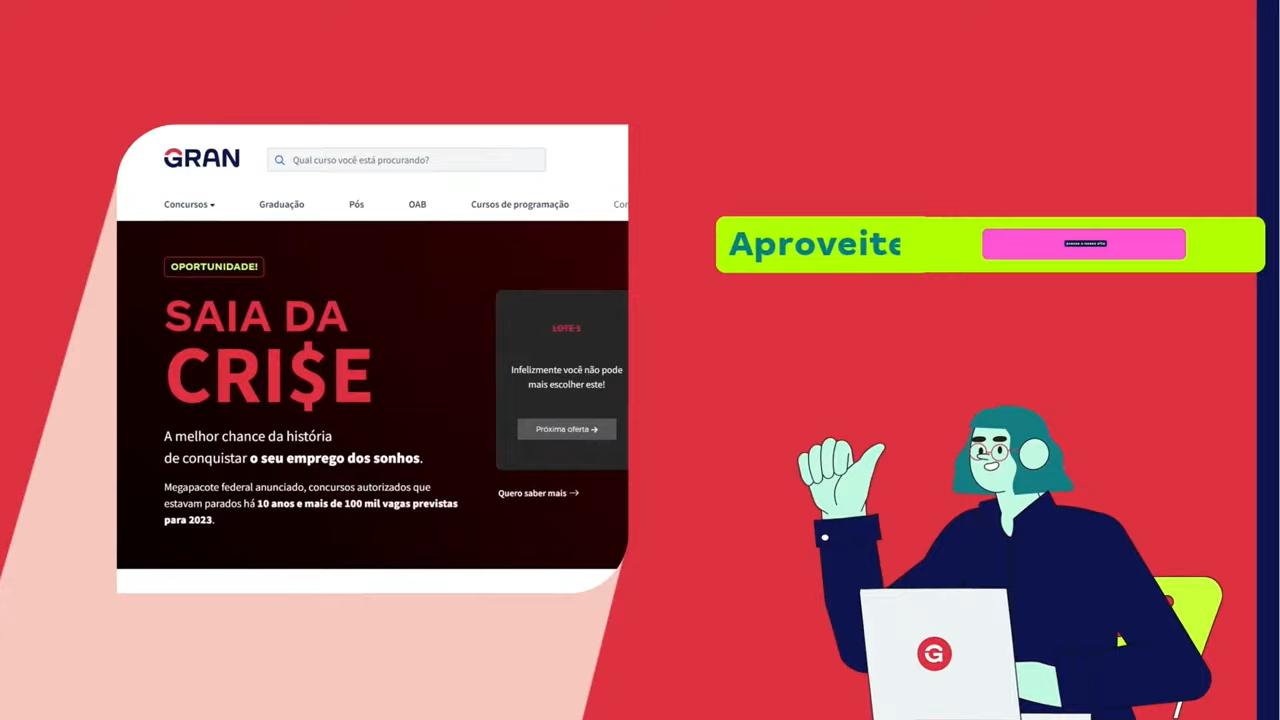 GRAN
Qual curso você está procurando?
Concursos
Graduação
Pós
OAB
Cursos de programação
OPORTUNIDADE!
SAIA DA
CRI$E
A melhor chance da história
de conquistar o seu emprego dos sonhos.
Megapacote federal anunciado, concursos autorizados que
estavam parados há 10 anos e mais de 100 mil vagas previstas
para 2023.
LOTE 1
Infelizmente você não pode
mais escolher este!
Próxima oferta
Quero saber mais
Aproveite
G